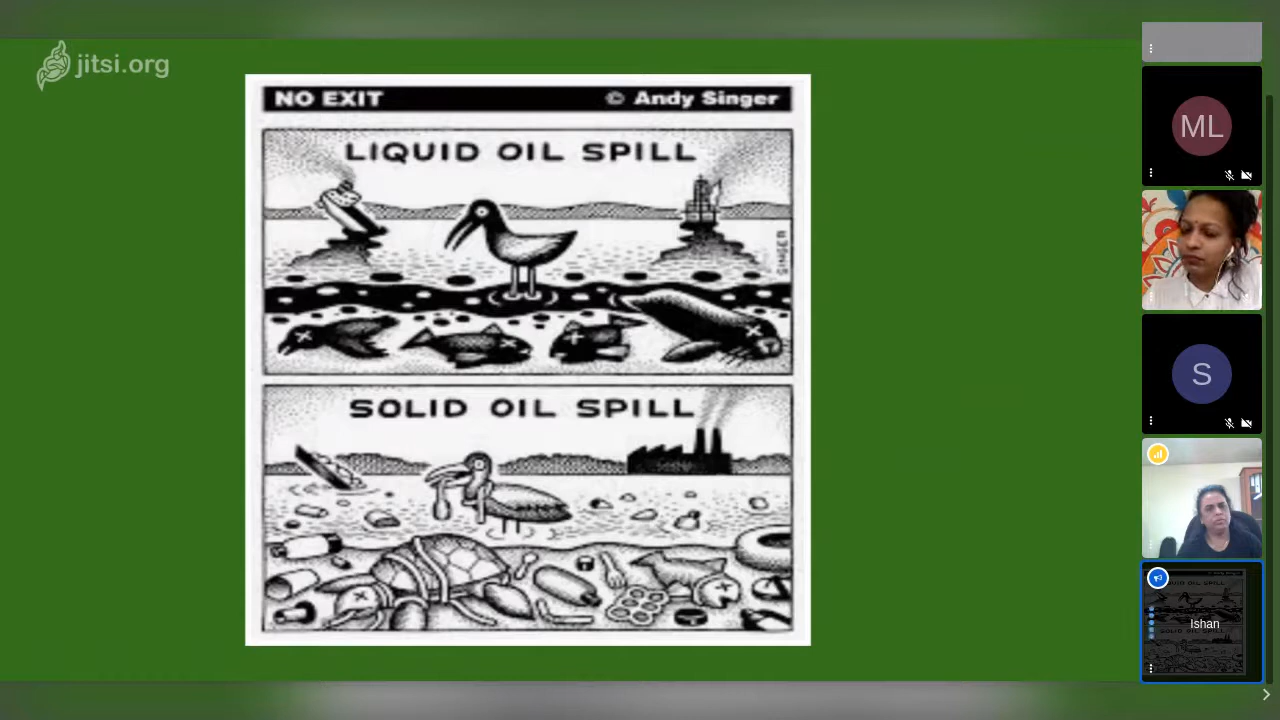 jitsi.org
NO EXIT © Andy Singer
LIQUID OIL SPILL
SINGER
SOLID OIL SPILL
ML
S
Ishan